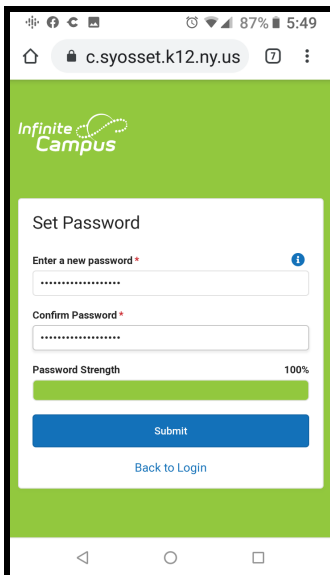 87% 5:49
c.syosset.k12.ny.us 7
Infinite
Campus
Set Password
Enter a new password *
•••••••••••••••••••
Confirm Password *
•••••••••••••••••••
Password Strength 100%
Submit
Back to Login